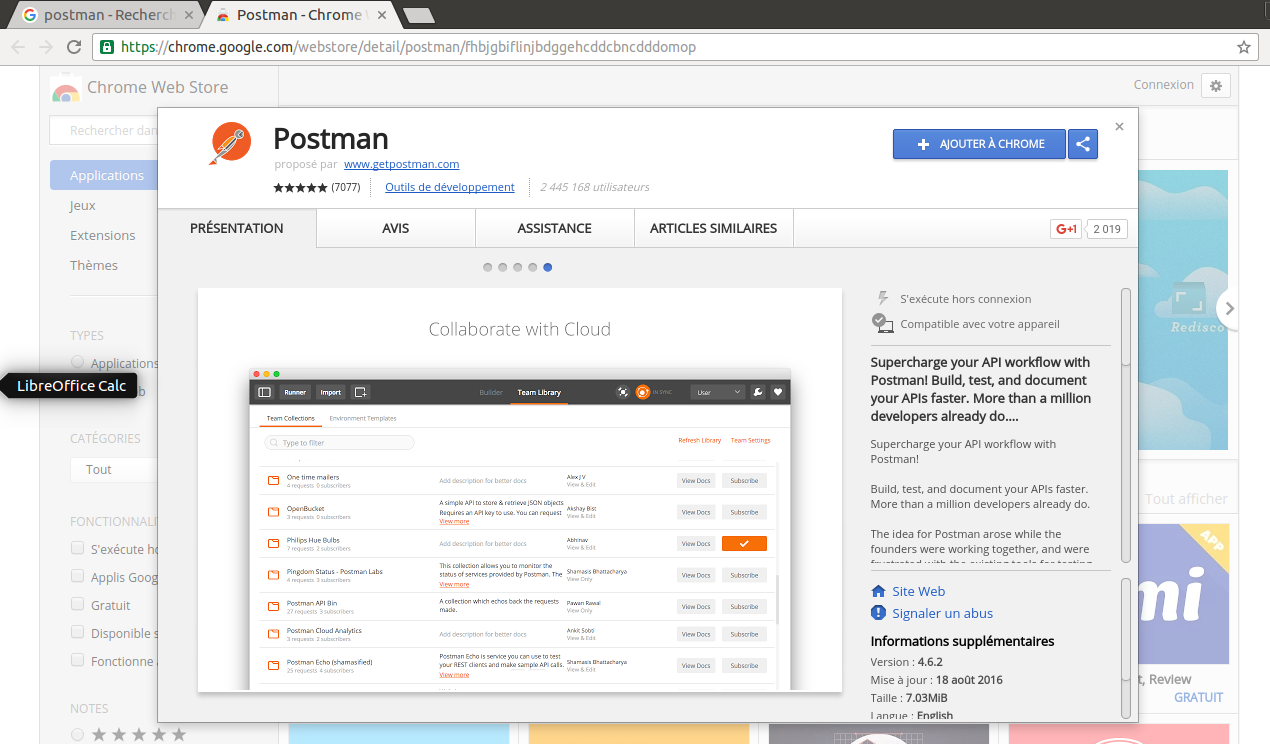 postman - Recherch
Postman - Chrome W
https://chrome.google.com/webstore/detail/postman/fhbjgbiflinjbdggehcddcbncdddomop
Chrome Web Store
Connexion
Rechercher dan
Applications
Jeux
Extensions
Thèmes
TYPES
Applications
b
LibreOffice Calc
CATÉGORIES
Tout
FONCTIONNALI
S'exécute ho
Applis Goog
Gratuit
Disponible s
Fonctionne
NOTES
Postman
proposé par www.getpostman.com
(7077) Outils de développement 2 445 168 utilisateurs
AJOUTER À CHROME
PRÉSENTATION AVIS ASSISTANCE ARTICLES SIMILAIRES
G+1 2 019
Collaborate with Cloud
Runner Import Builder Team Library IN SYNC User
Team Collections Environment Templates
Type to filter Refresh Library Team Settings
One time mailers Add description for better docs Alex J V View Docs Subscribe
4 requests 0 subscribers View & Edit
A simple API to store & retrieve JSON objects
OpenBucket Requires an API key to use. You can request Akshay Bist View Docs Subscribe
3 requests 0 subscribers View more View & Edit
Philips Hue Bulbs Add description for better docs Abhinav View Docs
7 requests 2 subscribers View & Edit
This collection allows you to monitor the
Pingdom Status - Postman Labs status of services provided by Postman. The Shamasis Bhattacharya View Docs Subscribe
4 requests 3 subscribers View more View Only
Postman API Bin A collection which echos back the requests made. Pawan Rawal View Docs Subscribe
27 requests 3 subscribers View Only
Postman Cloud Analytics Add description for better docs Ankit Sobti View Docs Subscribe
3 requests 2 subscribers View & Edit
Postman Echo is service you can use to test
Postman Echo (shamasified) your REST clients and make sample API calls. Shamasis Bhattacharya View Docs Subscribe
25 requests 4 subscribers View more View & Edit
S'exécute hors connexion
Compatible avec votre appareil
Supercharge your API workflow with
Postman! Build, test, and document
your APIs faster. More than a million
developers already do....
Supercharge your API workflow with
Postman!
Build, test, and document your APIs faster.
More than a million developers already do.
The idea for Postman arose while the
founders were working together, and were
frustrated with the existing tools for testing
Site Web
Signaler un abus
Informations supplémentaires
Version : 4.6.2
Mise à jour : 18 août 2016
Taille : 7.03MiB
Langue : English
Redisco
Tout afficher
APP
mi
t, Review
GRATUIT